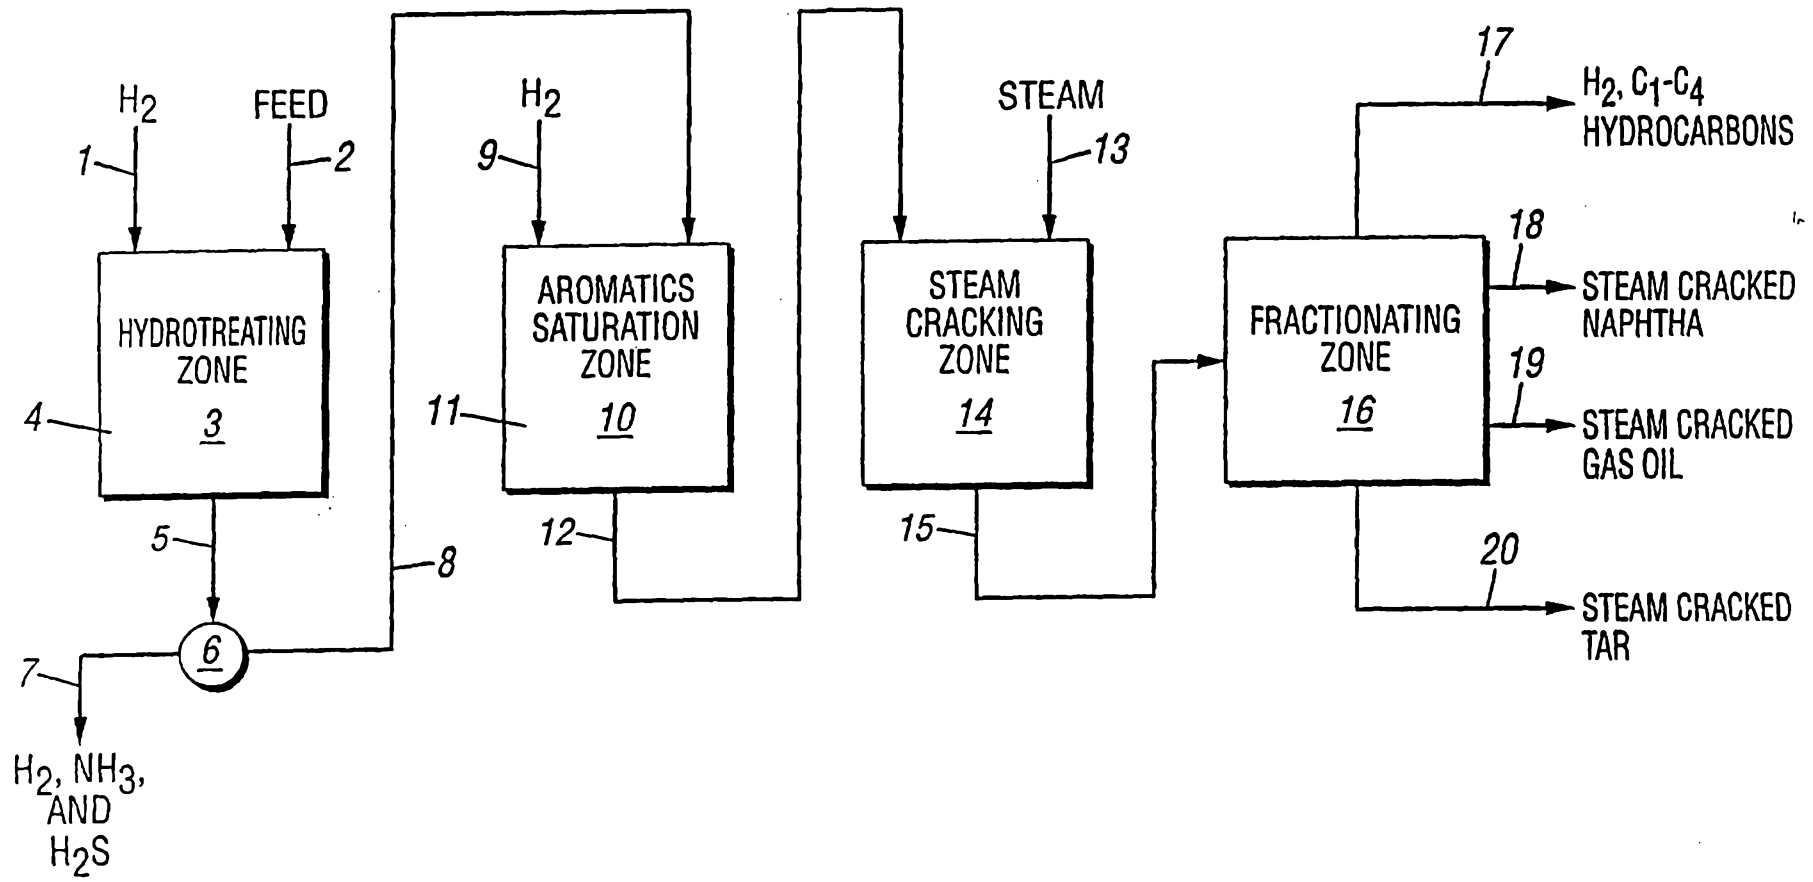 H2
FEED
1
2
HYDROTREATING
ZONE
3
4
5
6
7
8
H2, NH3,
AND
H2S
H2
9
AROMATICS
SATURATION
ZONE
10
11
12
STEAM
13
STEAM
CRACKING
ZONE
14
15
FRACTIONATING
ZONE
16
17
H2, C1-C4
HYDROCARBONS
18
STEAM CRACKED
NAPHTHA
19
STEAM CRACKED
GAS OIL
20
STEAM CRACKED
TAR